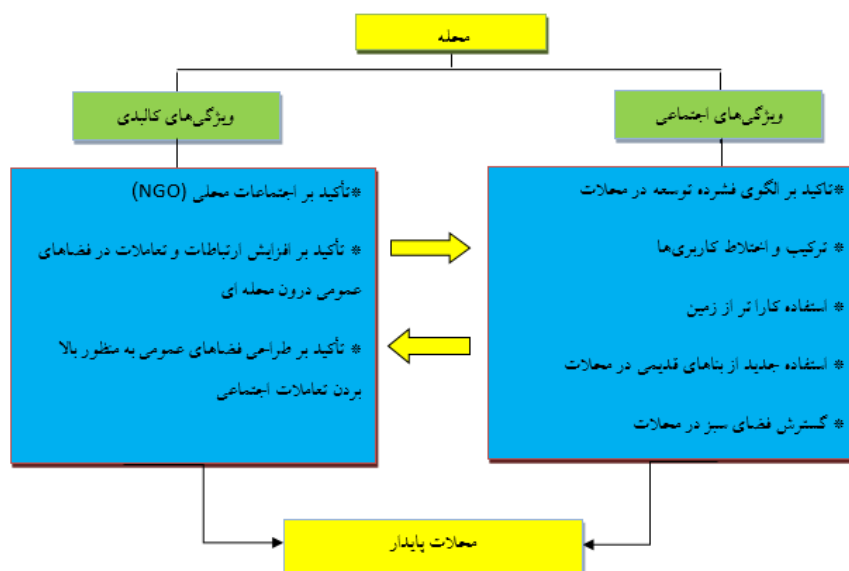 محله
ویژگی‌های اجتماعی
ویژگی‌های کالبدی
*تاکید بر الگوی فشرده توسعه در محلات
* ترکیب و اختلاط کاربری‌ها
* استفاده کارا تر از زمین
* استفاده جدید از بناهای قدیمی در محلات
* گسترش فضای سبز در محلات
*تأکید بر اجتماعات محلی (NGO)
* تأکید بر افزایش ارتباطات و تعاملات در فضاهای
عمومی درون محله ای
* تأکید بر طراحی فضاهای عمومی به منظور بالا
بردن تعاملات اجتماعی
محلات پایدار